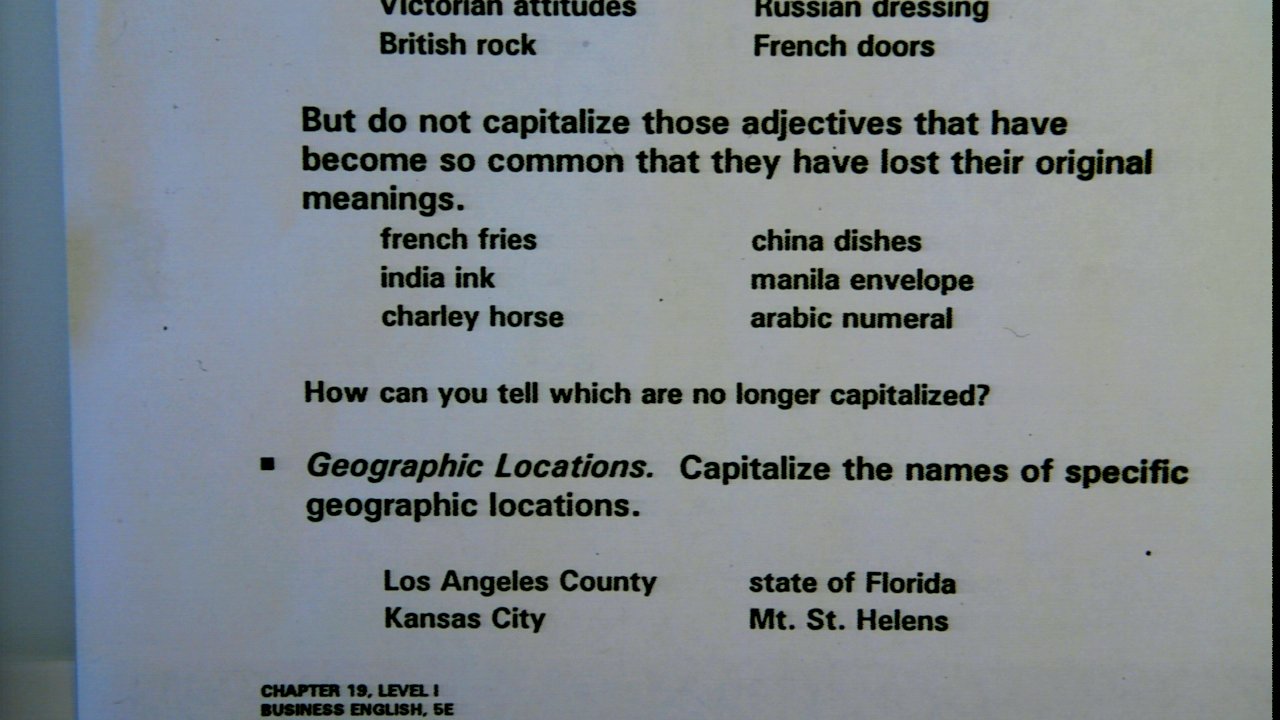 Victorian attitudes Russian dressing
British rock French doors
But do not capitalize those adjectives that have
become so common that they have lost their original
meanings.
french fries china dishes
india ink manila envelope
charley horse arabic numeral
How can you tell which are no longer capitalized?
■ Geographic Locations. Capitalize the names of specific
geographic locations.
Los Angeles County state of Florida
Kansas City Mt. St. Helens
CHAPTER 19, LEVEL I
BUSINESS ENGLISH, 5E